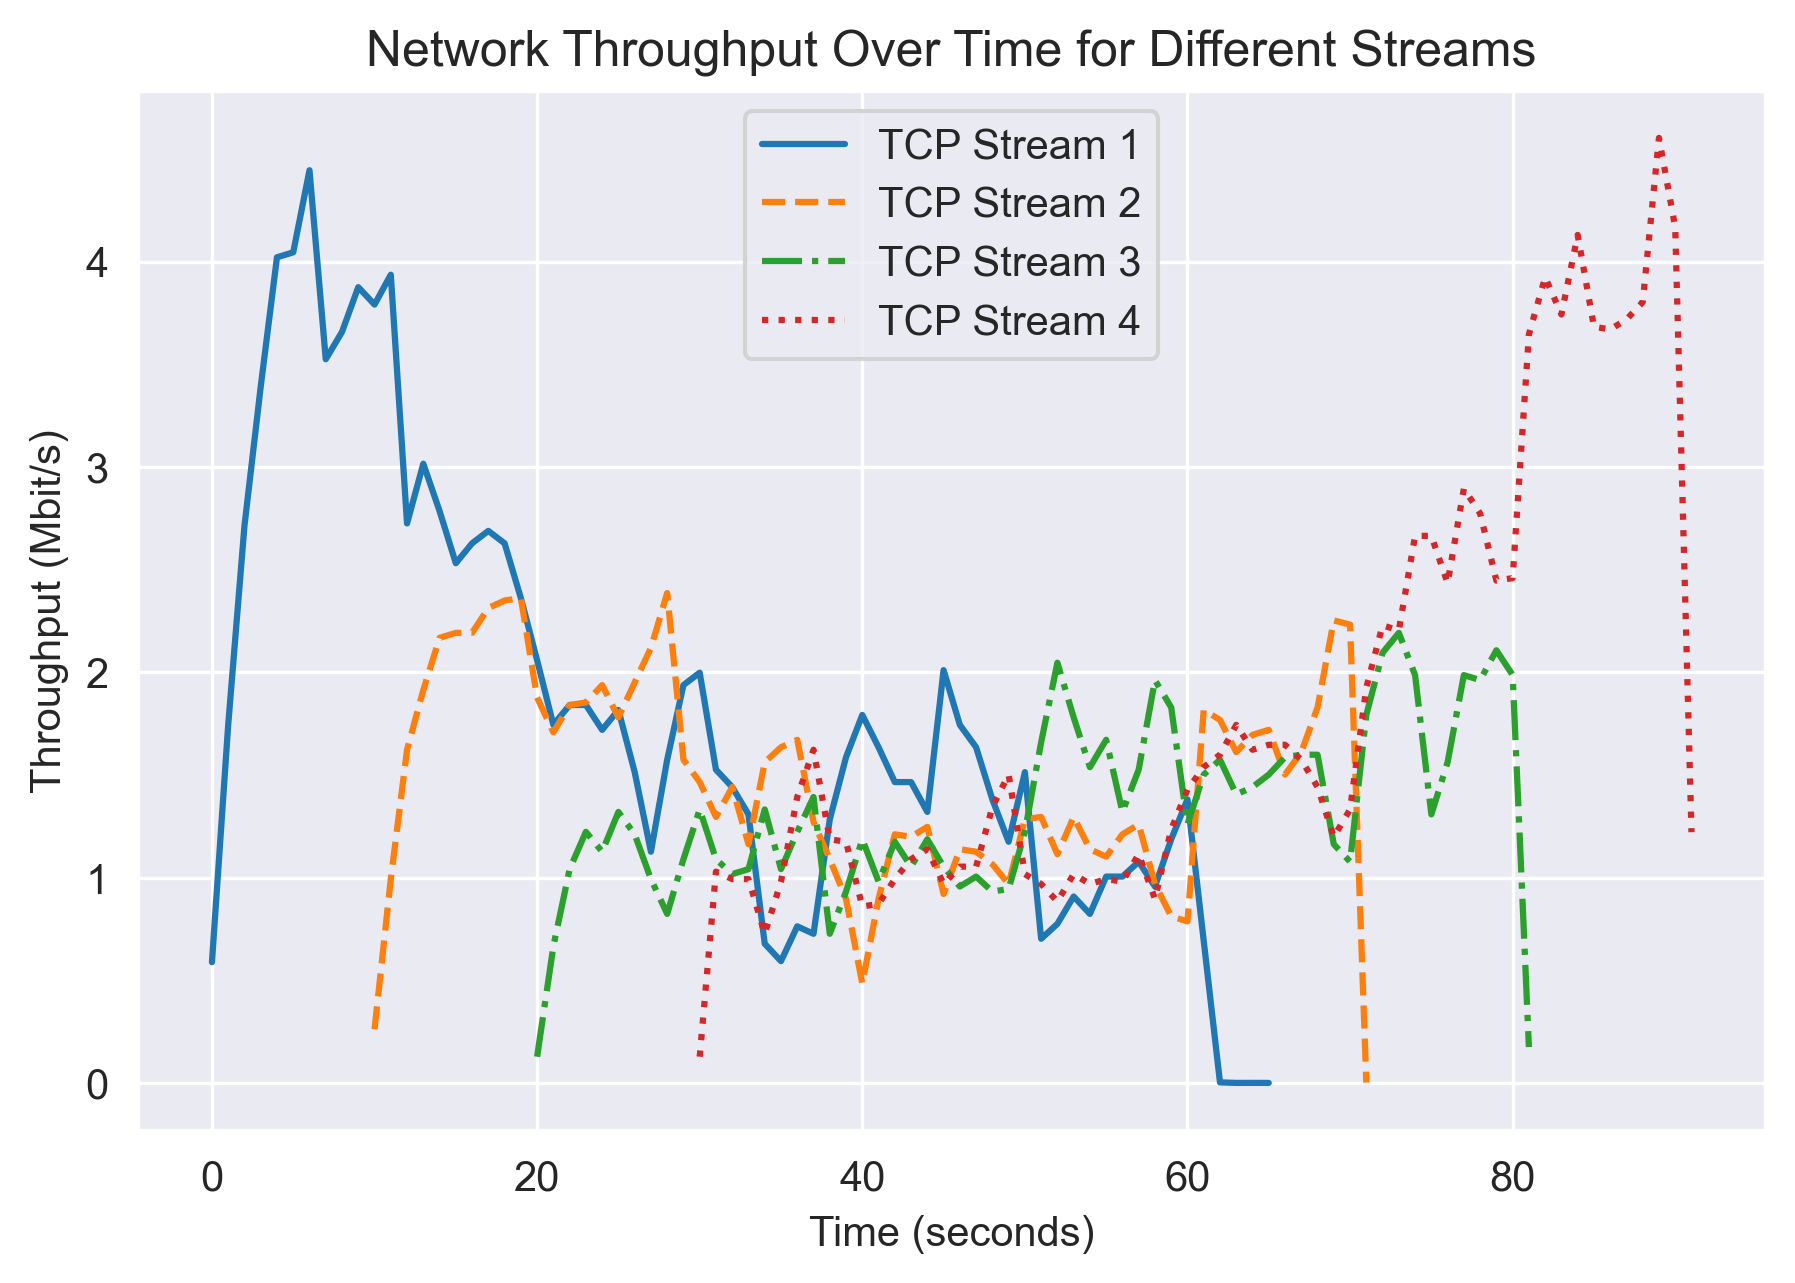 Network Throughput Over Time for Different Streams
TCP Stream 1
TCP Stream 2
TCP Stream 3
TCP Stream 4
Throughput (Mbit/s)
4
3
2
1
0
0 20 40 60 80
Time (seconds)